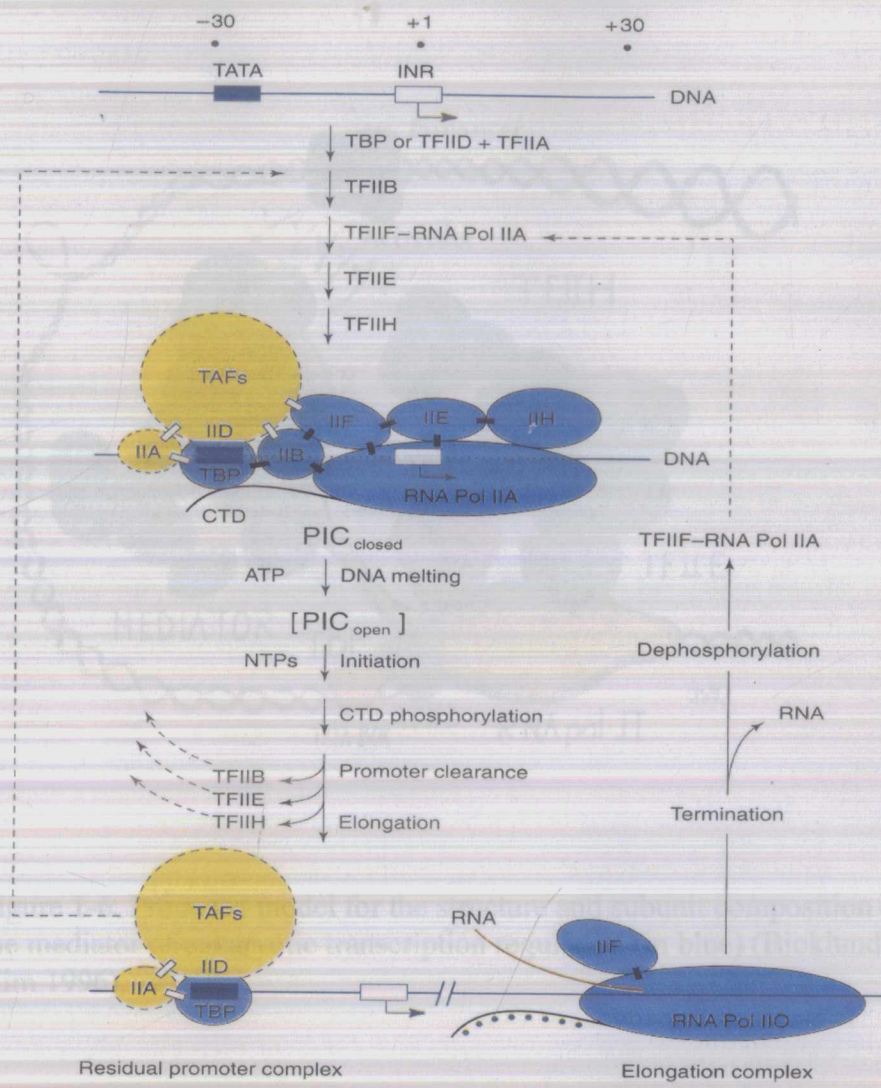 −30 +1 +30
TATA INR
DNA
TBP or TFIID + TFIIA
TFIIB
TFIIF–RNA Pol IIA
TFIIE
TFIIH
TAFs
IID IIF IIE IIH
IIA TBP IIB DNA
RNA Pol IIA
CTD
PIC closed
TFIIF–RNA Pol IIA
ATP DNA melting
[PIC open ]
Dephosphorylation
NTPs Initiation
RNA
CTD phosphorylation
TFIIB Promoter clearance
TFIIE
TFIIH Elongation
Termination
TAFs
RNA
IIF
IID
IIA
TBP
RNA Pol IIO
Residual promoter complex Elongation complex